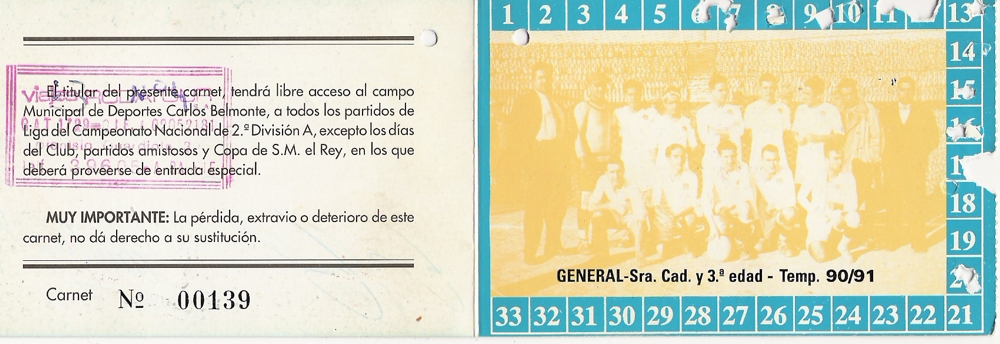 El titular del presente carnet, tendrá libre acceso al campo
Municipal de Deportes Carlos Belmonte, a todos los partidos de
Liga del Campeonato Nacional de 2.ª División A, excepto los días
del Club, partidos amistosos y Copa de S.M. el Rey, en los que
deberá proveerse de entrada especial.
MUY IMPORTANTE: La pérdida, extravio o deterioro de este
carnet, no dá derecho a su sustitución.
Carnet Nº 00139
1 2 3 4 5 7 9 10 11 13
14
15
16
18
19
GENERAL-Sra. Cad. y 3.ª edad - Temp. 90/91
33 32 31 30 29 28 27 26 25 24 23 22 21